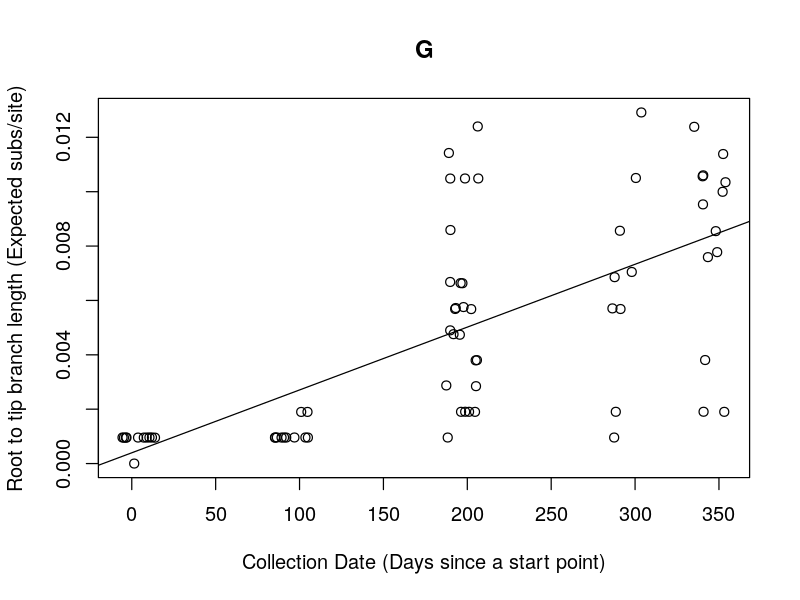 G
Root to tip branch length (Expected subs/site)
0.012
0.008
0.004
0.000
0 50 100 150 200 250 300 350
Collection Date (Days since a start point)